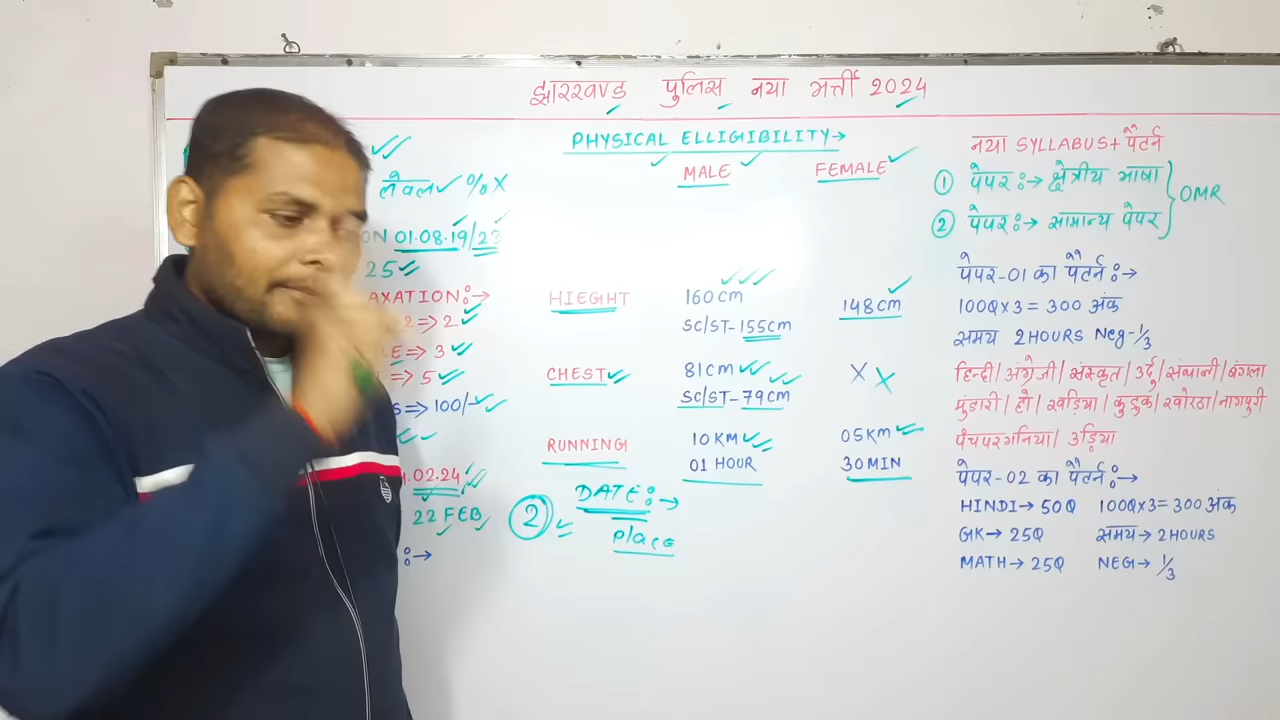 झारखण्ड पुलिस नया भर्ती 2024
लेवल %X
ON 01.08.19/23
25
AXATION:→
2 => 2
LE => 3
=> 5
S => 100/-
.02.24
22 FEB
:→
PHYSICAL ELLIGIBILITY→
MALE FEMALE
HIEGHT 160cm 148cm
SC/ST-155cm
CHEST 81cm X X
SC/ST-79cm
RUNNING 10KM 05KM
01 HOUR 30MIN
2 DATE:→
Place
नया SYLLABUS+ पैटर्न
① पेपर :→ क्षेत्रीय भाषा
② पेपर :→ सामान्य पेपर
OMR
पेपर-01 का पैटर्न :→
100Qx3=300 अंक
समय 2HOURS Neg-1/3
हिन्दी/अंग्रेजी/संस्कृत/उर्दू/संथाली/बंगला
मुंडारी/हो/खड़िया/कुडुक/खोरठा/नागपुरी
पंचपरगनिया/उड़िया
पेपर-02 का पैटर्न :→
HINDI→50Q 100Qx3=300 अंक
GK→25Q समय→2HOURS
MATH→25Q NEG→1/3